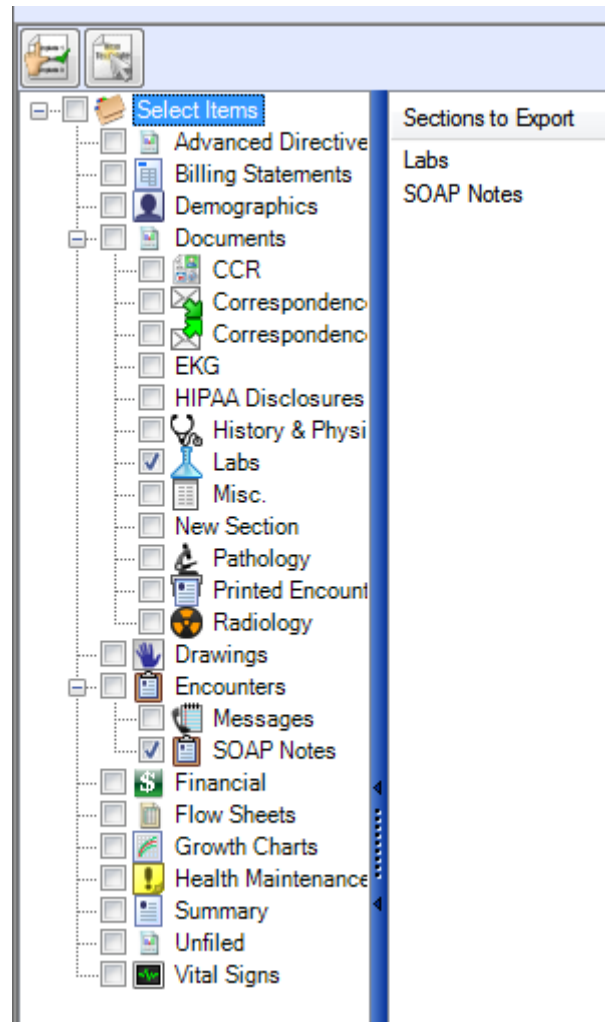 Select Items
Advanced Directive
Billing Statements
Demographics
Documents
CCR
Correspondenc
Correspondenc
EKG
HIPAA Disclosures
History & Physi
Labs
Misc.
New Section
Pathology
Printed Encount
Radiology
Drawings
Encounters
Messages
SOAP Notes
Financial
Flow Sheets
Growth Charts
Health Maintenance
Summary
Unfiled
Vital Signs
Sections to Export
Labs
SOAP Notes